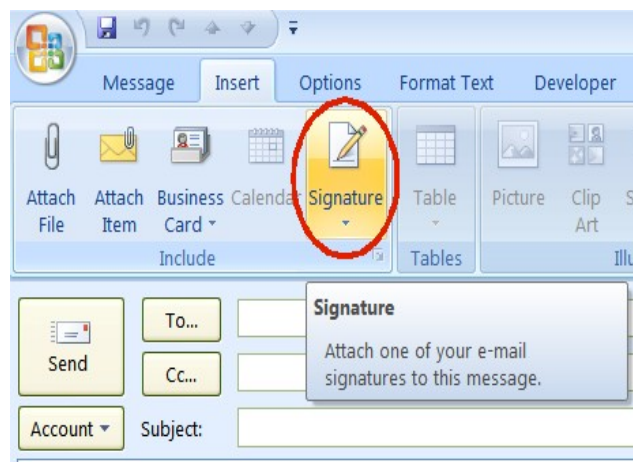 Message Insert Options Format Text Developer
Attach File
Attach Item
Business Card
Calendar
Signature
Table
Picture
Clip Art
Include
Tables
Signature
Attach one of your e-mail
signatures to this message.
Send
To...
Cc...
Account
Subject: